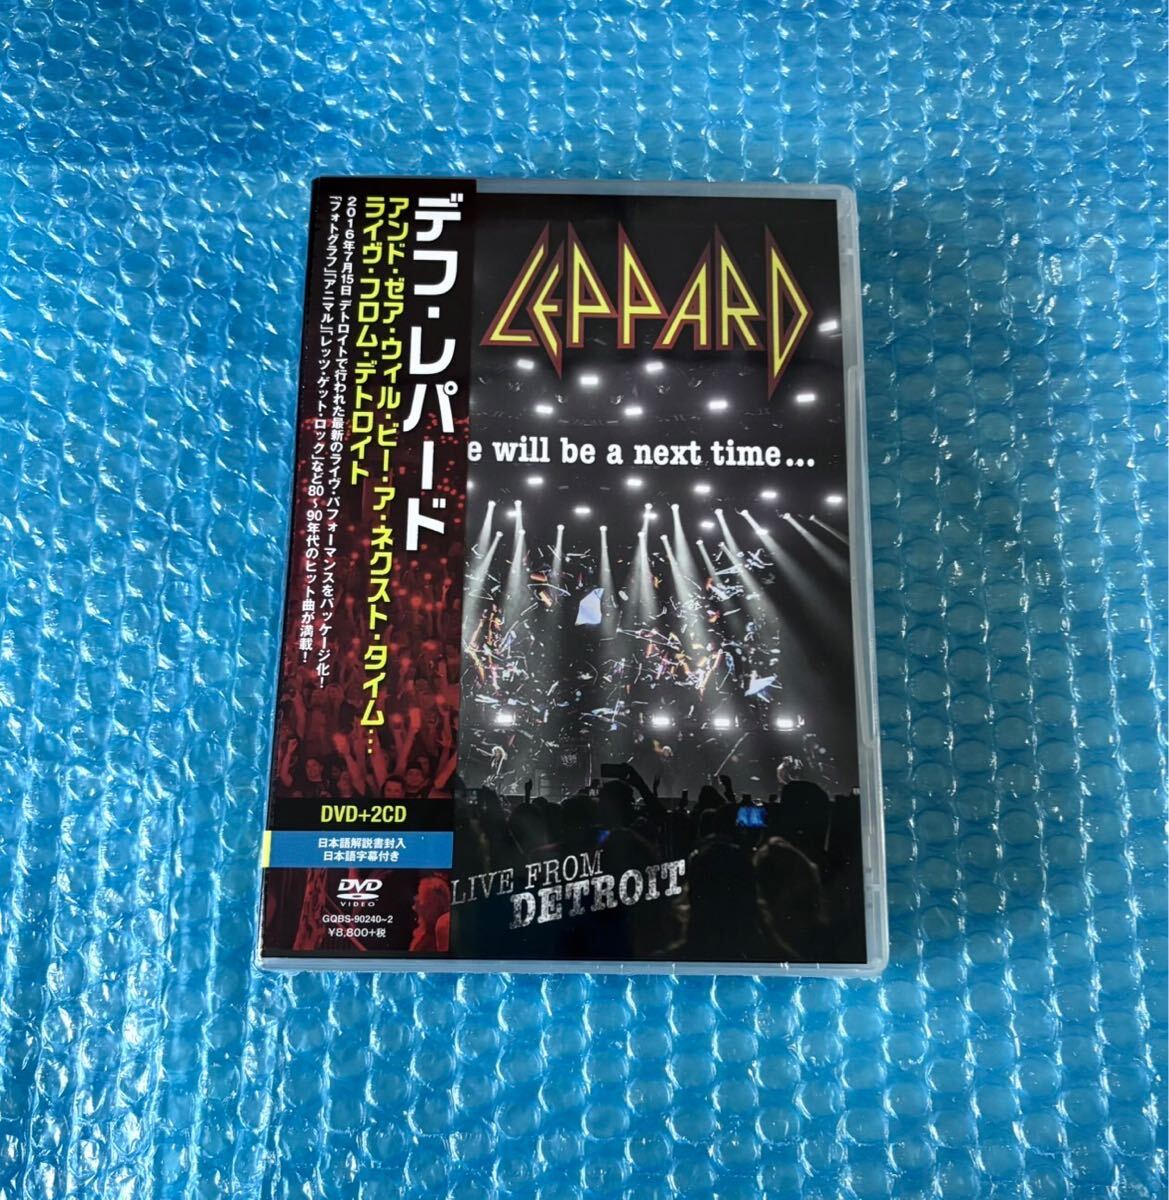 デフ・レパード
アンド・ゼア・ウィル・ビー・ア・ネクスト・タイム…
ライヴ・フロム・デトロイト
2016年7月15日 デトロイトで行われた最新のライヴ・パフォーマンスをパッケージ化！
「フォトグラフ」「アニマル」「レッツ・ゲット・ロック」など80～90年代のヒット曲が満載！
DVD+2CD
日本語解説書封入
日本語字幕付き
DVD
VIDEO
GQBS-90240~2
¥8,800+税
LEPPARD
e will be a next time...
LIVE FROM
DETROIT